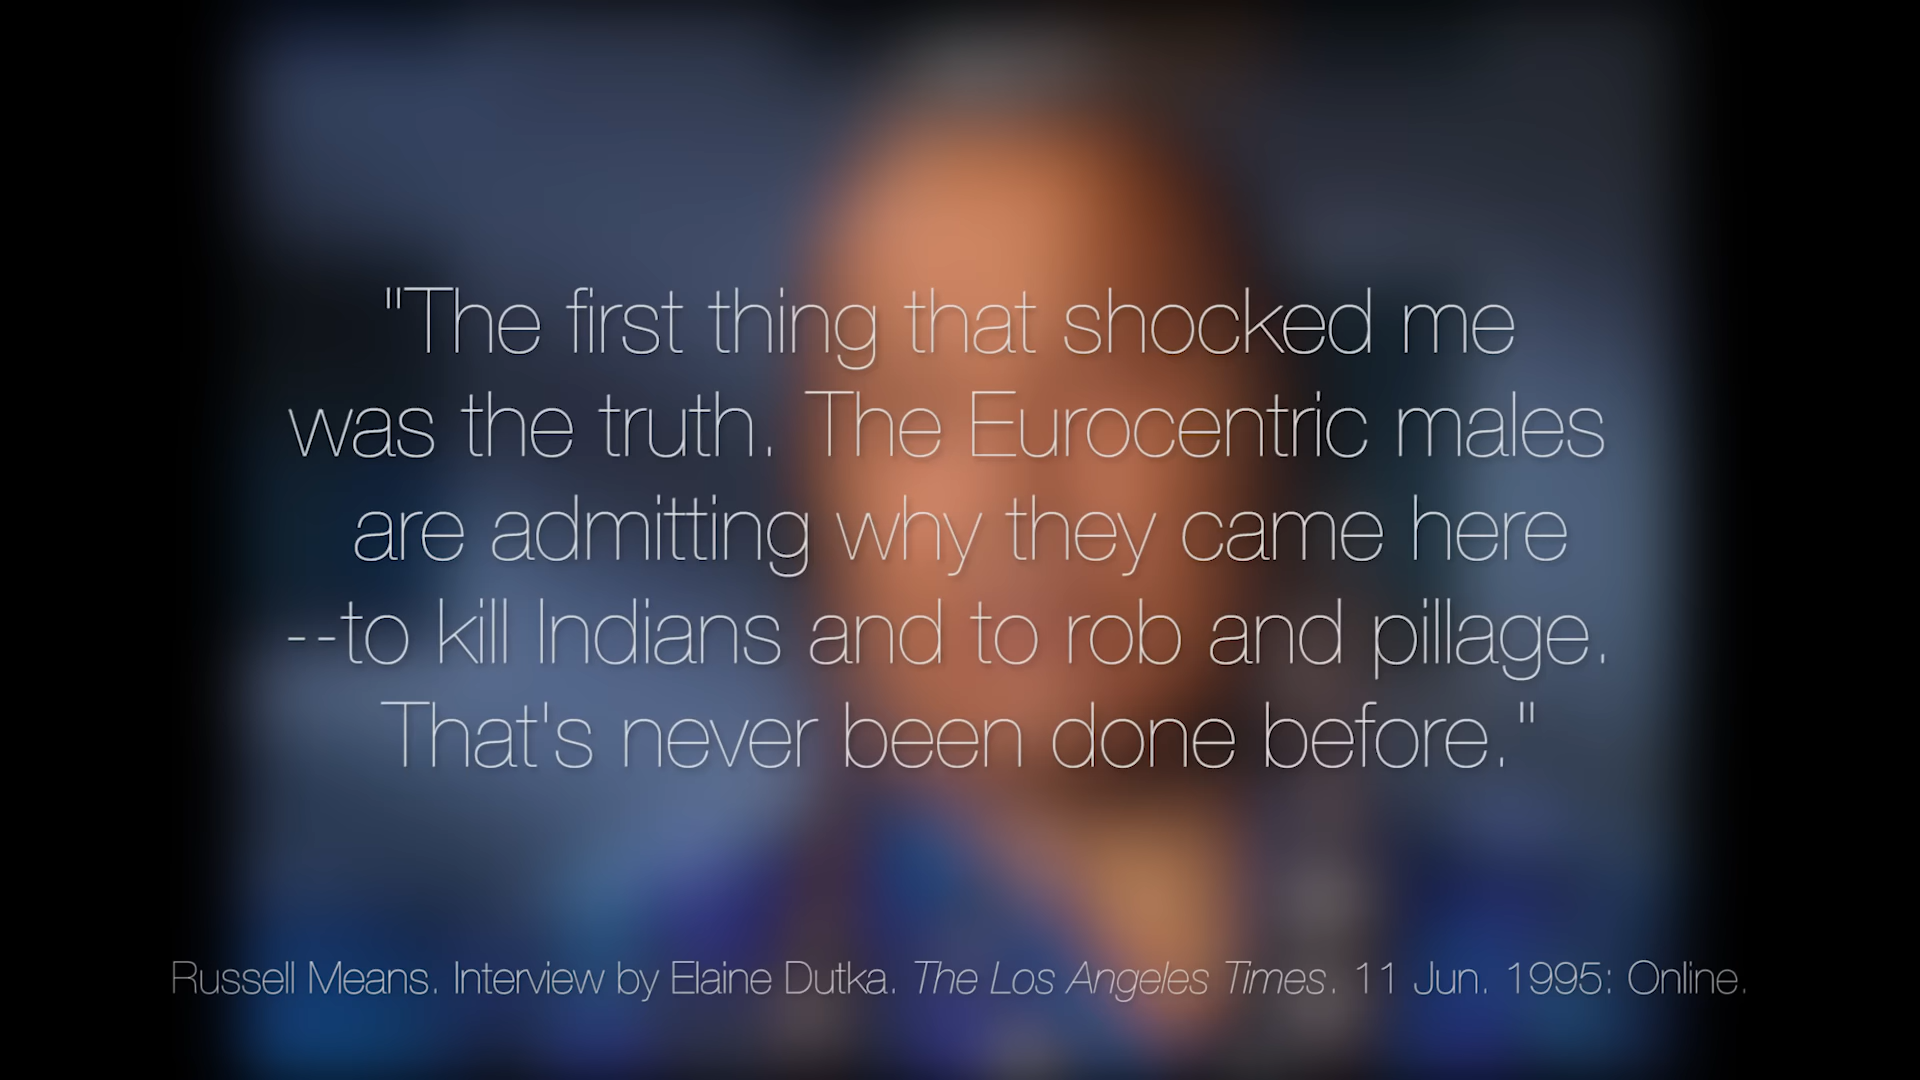 "The first thing that shocked me
was the truth. The Eurocentric males
are admitting why they came here
--to kill Indians and to rob and pillage.
That's never been done before."
Russell Means. Interview by Elaine Dutka. The Los Angeles Times. 11 Jun. 1995: Online.